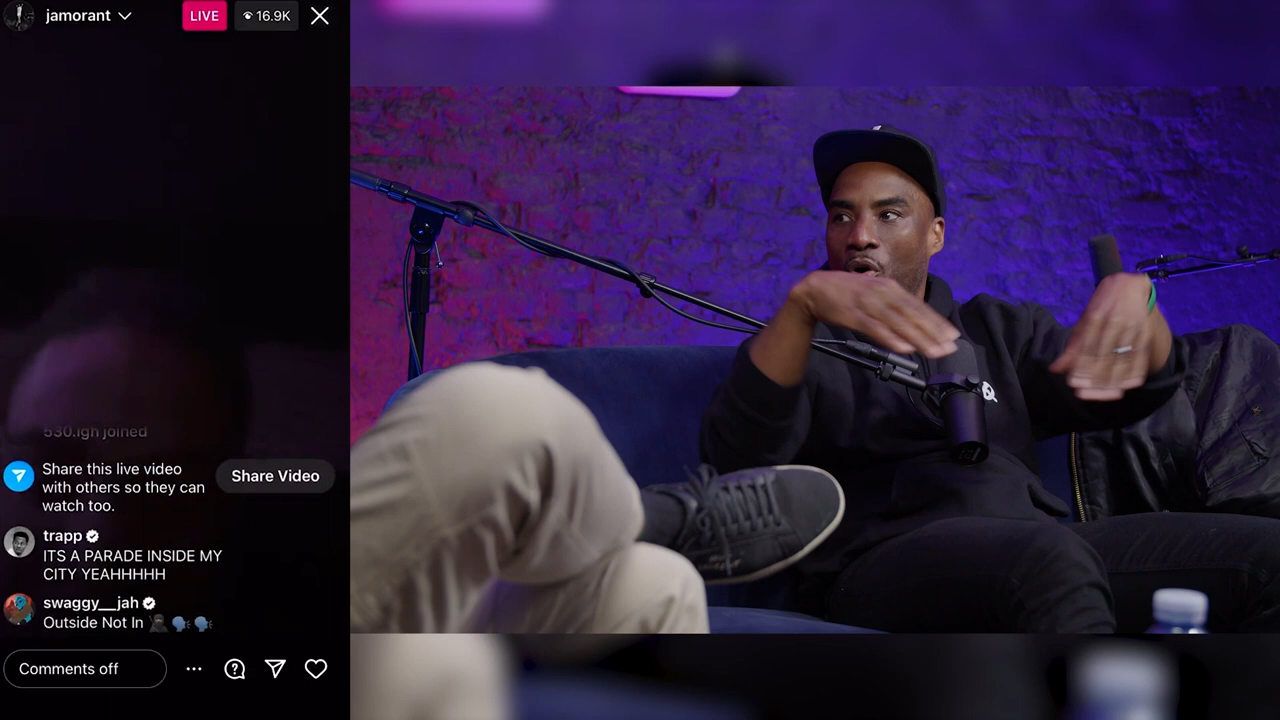 jamorant
LIVE
16.9K
530.igh joined
Share this live video
with others so they can
watch too.
Share Video
trapp
ITS A PARADE INSIDE MY
CITY YEAHHHHH
swaggy__jah
Outside Not In
Comments off